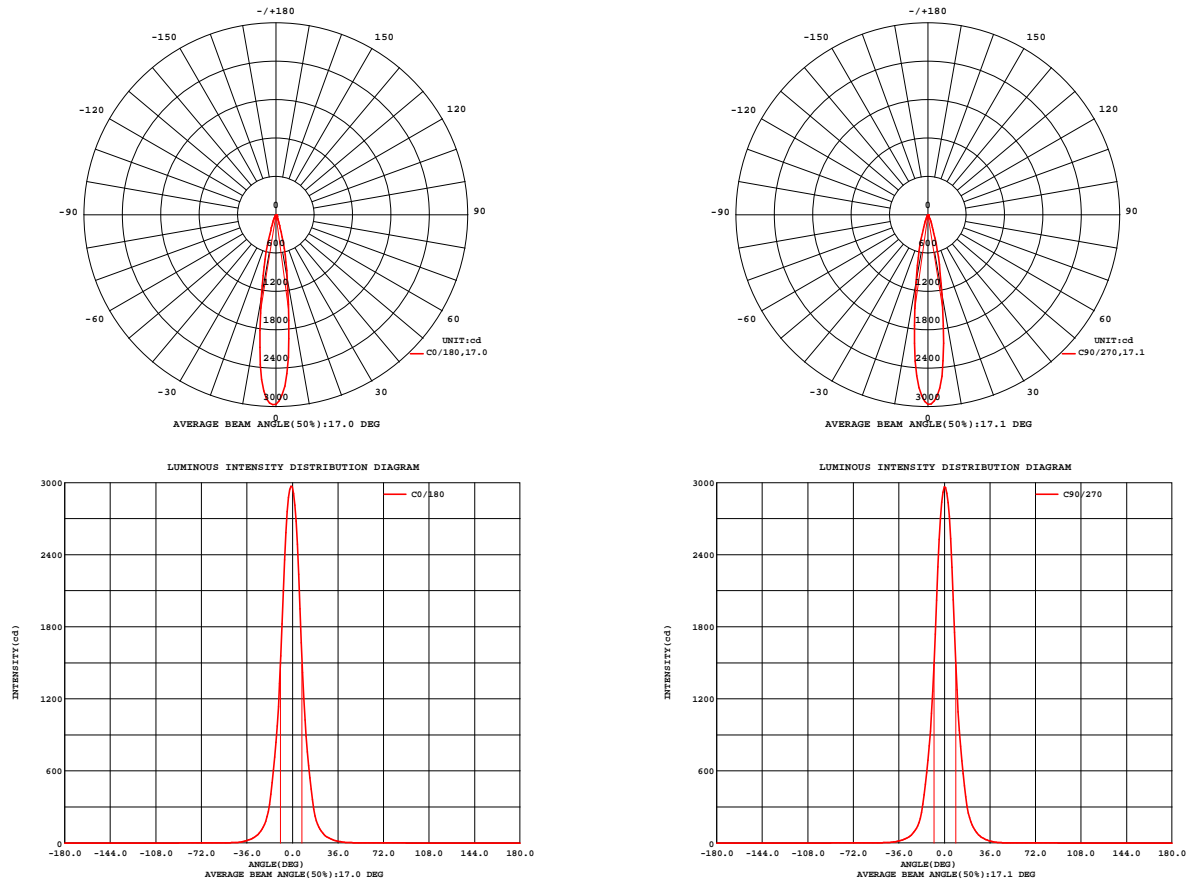 -/+180
-150 150
-120 120
-90 0 90
600
1200
-60 1800 60
UNIT:cd
2400 C0/180,17.0
-30 30
3000
0
AVERAGE BEAM ANGLE(50%):17.0 DEG
-/+180
-150 150
-120 120
-90 0 90
600
1200
-60 1800 60
UNIT:cd
2400 C90/270,17.1
-30 30
3000
0
AVERAGE BEAM ANGLE(50%):17.1 DEG
LUMINOUS INTENSITY DISTRIBUTION DIAGRAM
C0/180
3000
2400
1800
1200
600
0
INTENSITY(cd)
-180.0 -144.0 -108.0 -72.0 -36.0 0.0 36.0 72.0 108.0 144.0 180.0
ANGLE(DEG)
AVERAGE BEAM ANGLE(50%):17.0 DEG
LUMINOUS INTENSITY DISTRIBUTION DIAGRAM
C90/270
3000
2400
1800
1200
600
0
INTENSITY(cd)
-180.0 -144.0 -108.0 -72.0 -36.0 0.0 36.0 72.0 108.0 144.0 180.0
ANGLE(DEG)
AVERAGE BEAM ANGLE(50%):17.1 DEG